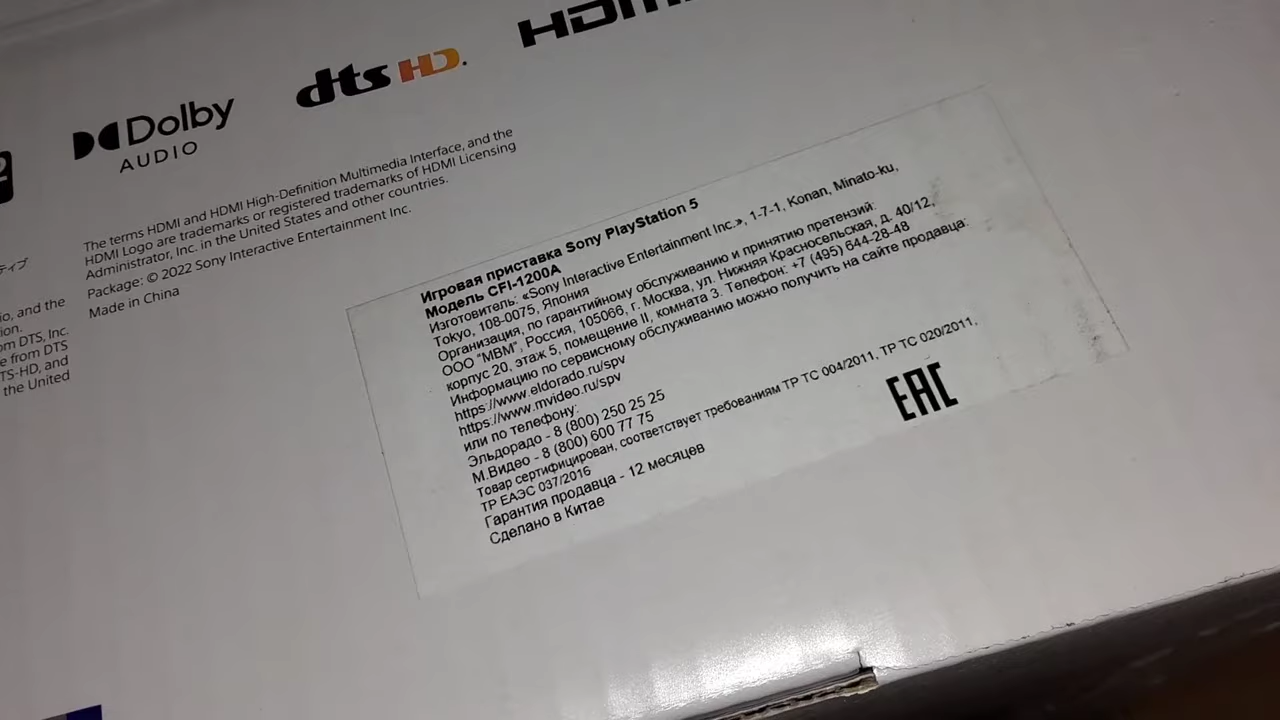 HDMI
dts HD.
Dolby
AUDIO
2
The terms HDMI and HDMI High-Definition Multimedia Interface, and the
HDMI Logo are trademarks or registered trademarks of HDMI Licensing
Administrator, Inc. in the United States and other countries.
Package: © 2022 Sony Interactive Entertainment Inc.
Made in China
ティブ
io, and the
ion.
om DTS, Inc.
e from DTS
TS-HD, and
the United
Игровая приставка Sony PlayStation 5
Модель CFI-1200A
Изготовитель: «Sony Interactive Entertainment Inc.», 1-7-1, Konan, Minato-ku,
Tokyo, 108-0075, Япония
Организация, по гарантийному обслуживанию и принятию претензий:
ООО "МВМ", Россия, 105066, г. Москва, ул. Нижняя Красносельская, д. 40/12,
корпус 20, этаж 5, помещение II, комната 3. Телефон: +7 (495) 644-28-48
Информацию по сервисному обслуживанию можно получить на сайте продавца:
https://www.eldorado.ru/spv
https://www.mvideo.ru/spv
или по телефону:
Эльдорадо - 8 (800) 250 25 25
М.Видео - 8 (800) 600 77 75
Товар сертифицирован, соответствует требованиям ТР ТС 004/2011, ТР ТС 020/2011,
ТР ЕАЭС 037/2016
Гарантия продавца - 12 месяцев
Сделано в Китае
EAC